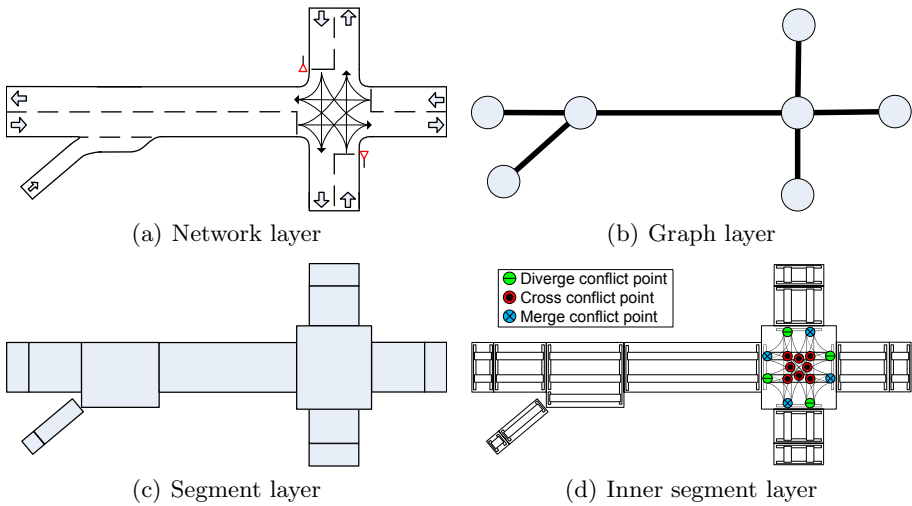 (a) Network layer
(b) Graph layer
Diverge conflict point
Cross conflict point
Merge conflict point
(c) Segment layer
(d) Inner segment layer